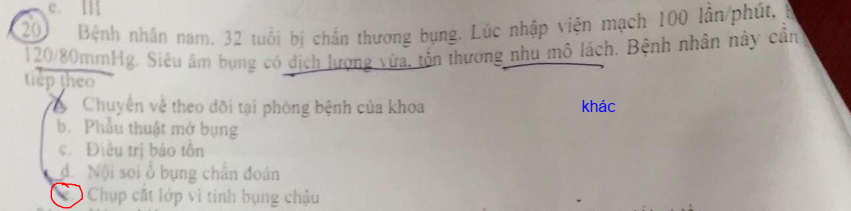 e. III
20 Bệnh nhân nam, 32 tuổi bị chấn thương bụng. Lúc nhập viện mạch 100 lần/phút,
120/80mmHg. Siêu âm bụng có dịch lượng vừa, tổn thương nhu mô lách. Bệnh nhân này cần
tiếp theo
Chuyển về theo dõi tại phòng bệnh của khoa khác
b. Phẫu thuật mở bụng
c. Điều trị bảo tồn
d. Nội soi ổ bụng chẩn đoán
Chụp cắt lớp vi tính bụng chậu